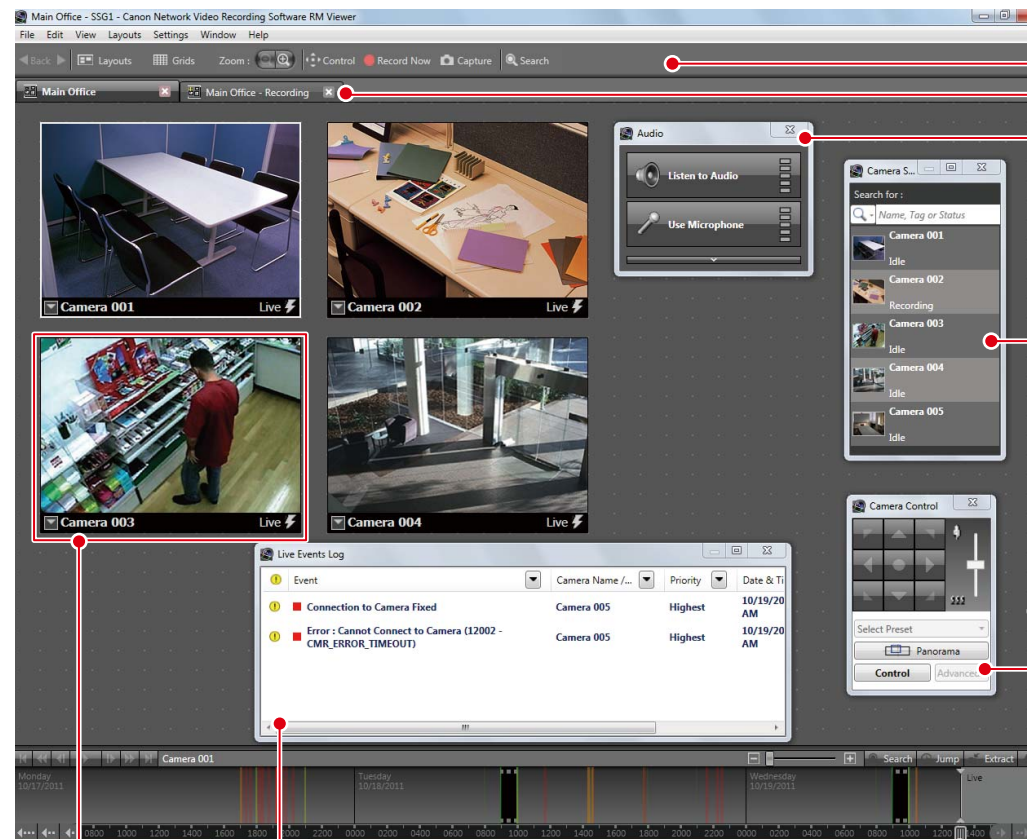 Main Office - SSG1 - Canon Network Video Recording Software RM Viewer
File Edit View Layouts Settings Window Help
Back Layouts Grids Zoom : Control Record Now Capture Search
Main Office Main Office - Recording
Audio
Listen to Audio
Use Microphone
Camera S...
Search for :
Name, Tag or Status
Camera 001
Idle
Camera 002
Recording
Camera 003
Idle
Camera 004
Idle
Camera 005
Idle
Camera 001 Live
Camera 002 Live
Camera 003 Live
Camera 004 Live
Camera Control
Select Preset
Panorama
Control Advanced
Live Events Log
Event Camera Name /... Priority Date & Ti
Connection to Camera Fixed Camera 005 Highest 10/19/20
AM
Error : Cannot Connect to Camera (12002 - CMR_ERROR_TIMEOUT) Camera 005 Highest 10/19/20
AM
Camera 001 Search Jump Extract
Monday
10/17/2011
Tuesday
10/18/2011
Wednesday
10/19/2011
Live
0800 1000 1200 1400 1600 1800 2000 2200 0000 0200 0400 0600 0800 1000 1200 1400 1600 1800 2000 2200 0000 0200 0400 0600 0800 1000 1200 1400